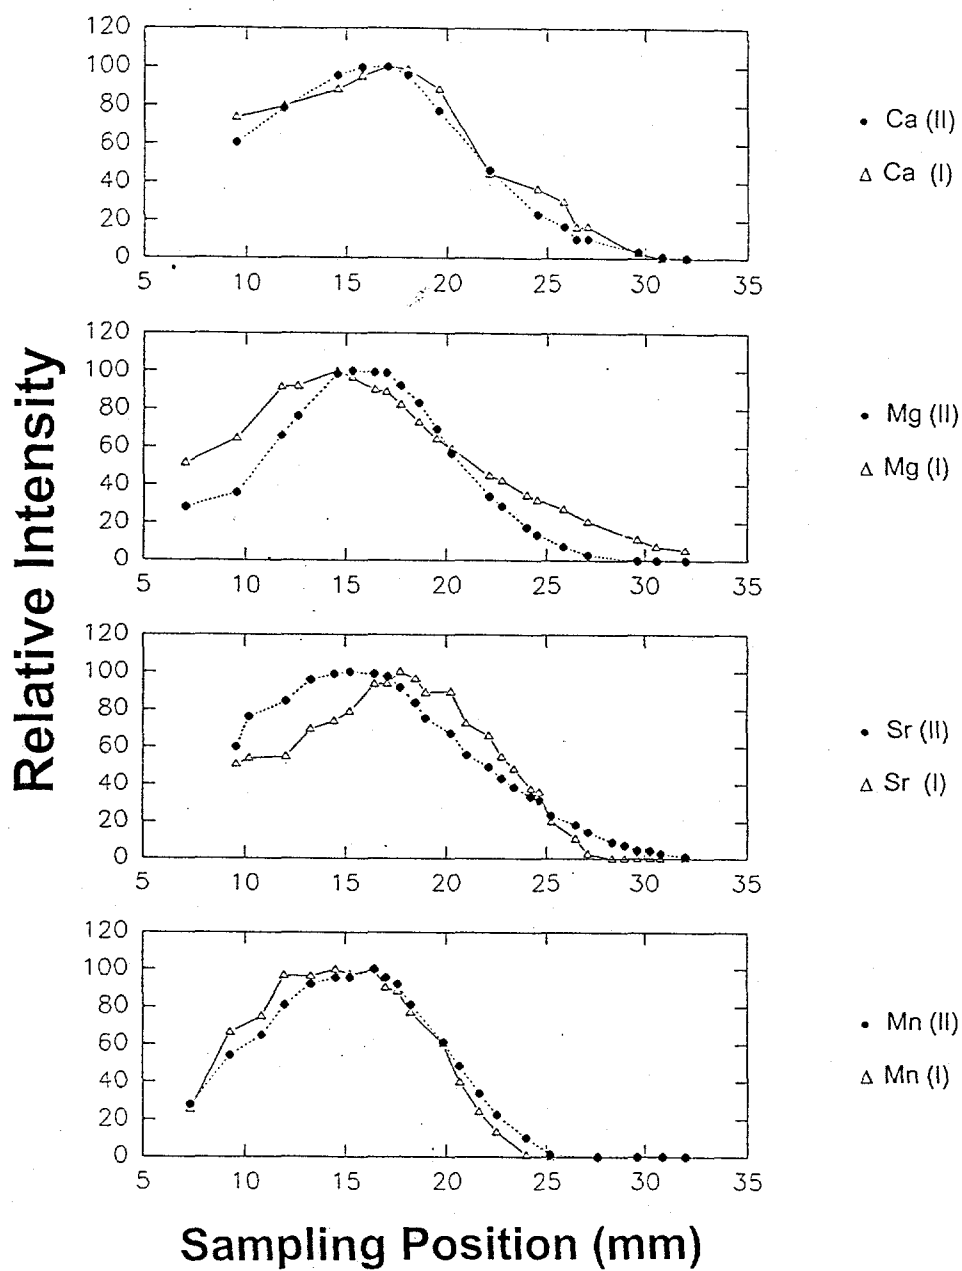 Relative Intensity
120
100
80
60
40
20
0
5 10 15 20 25 30 35
Ca (II)
Ca (I)
120
100
80
60
40
20
0
5 10 15 20 25 30 35
Mg (II)
Mg (I)
120
100
80
60
40
20
0
5 10 15 20 25 30 35
Sr (II)
Sr (I)
120
100
80
60
40
20
0
5 10 15 20 25 30 35
Mn (II)
Mn (I)
Sampling Position (mm)